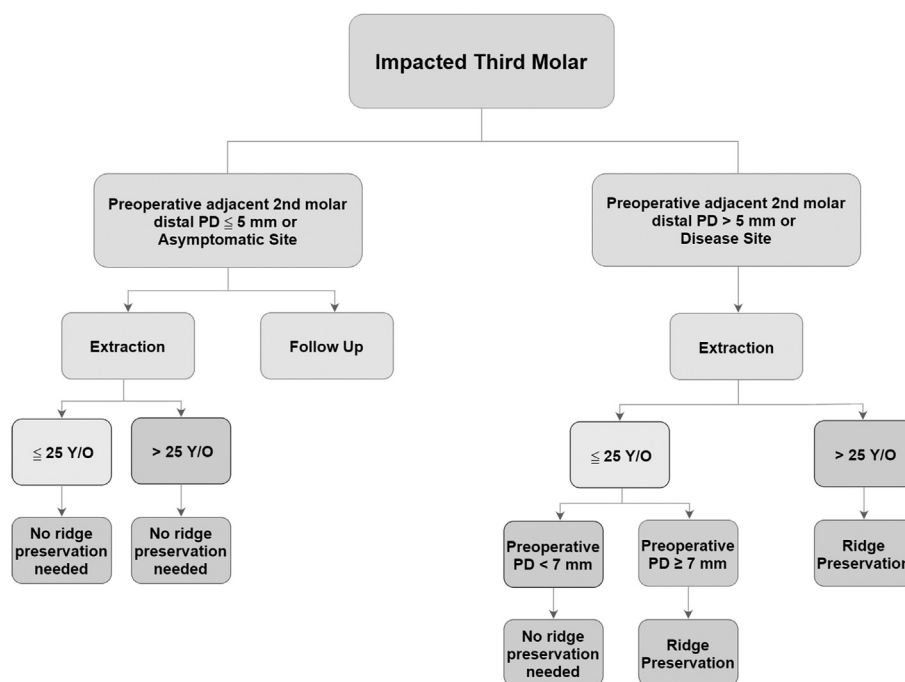 Impacted Third Molar
Preoperative adjacent 2nd molar
distal PD ≦ 5 mm or
Asymptomatic Site
Preoperative adjacent 2nd molar
distal PD > 5 mm or
Disease Site
Extraction
Follow Up
Extraction
≦ 25 Y/O
> 25 Y/O
≦ 25 Y/O
> 25 Y/O
No ridge
preservation
needed
No ridge
preservation
needed
Preoperative
PD < 7 mm
Preoperative
PD ≥ 7 mm
Ridge
Preservation
No ridge
preservation
needed
Ridge
Preservation